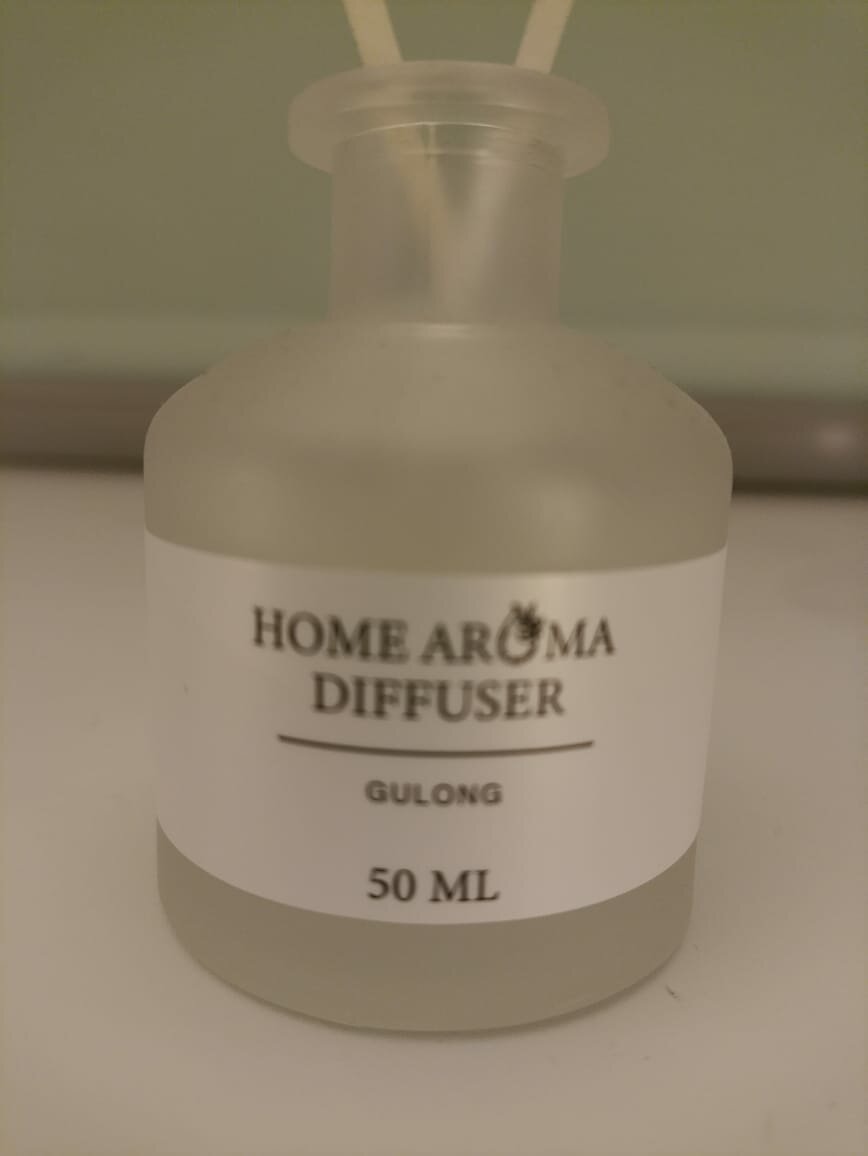 HOME AROMA
DIFFUSER
GULONG
50 ML